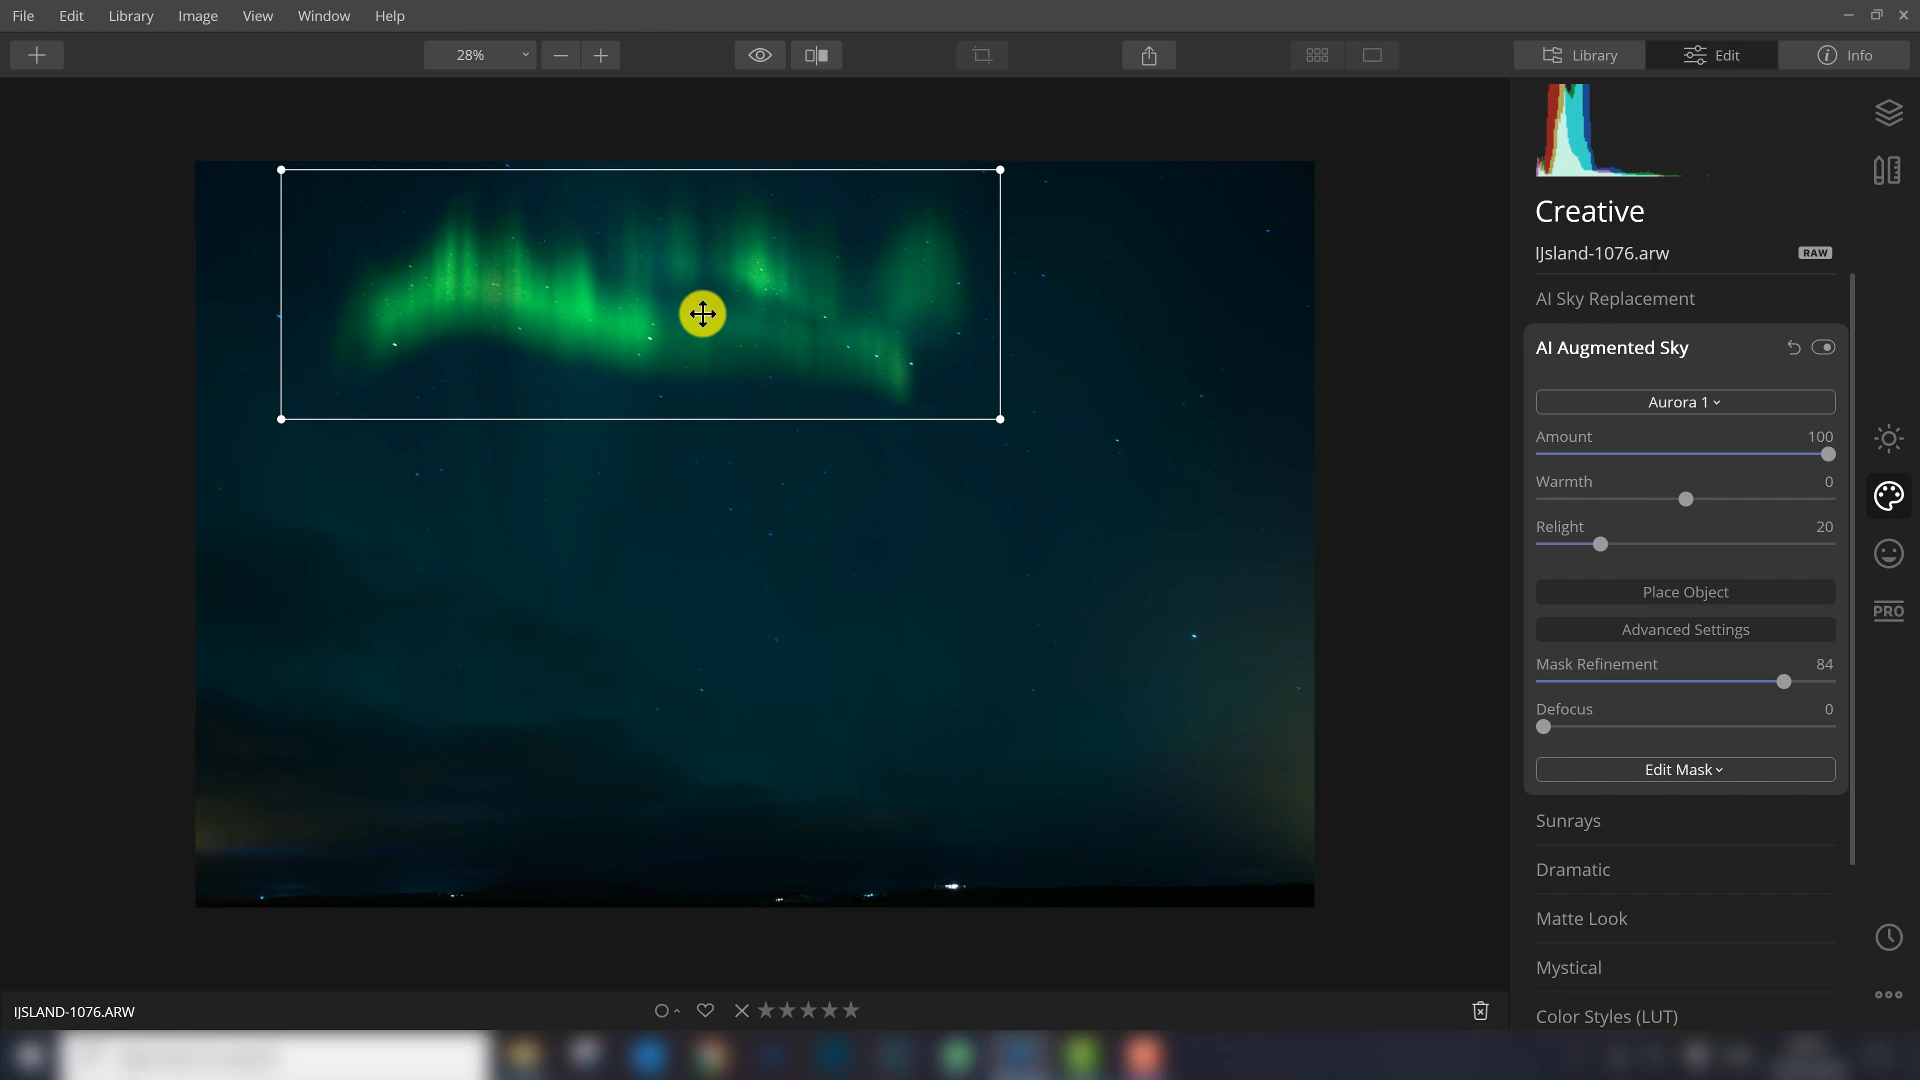 File Edit Library Image View Window Help
28% Library Edit Info
Creative
IJsland-1076.arw RAW
AI Sky Replacement
AI Augmented Sky
Aurora 1
Amount 100
Warmth 0
Relight 20
Place Object
Advanced Settings
Mask Refinement 84
Defocus 0
Edit Mask
Sunrays
Dramatic
Matte Look
Mystical
Color Styles (LUT)
PRO
IJSLAND-1076.ARW